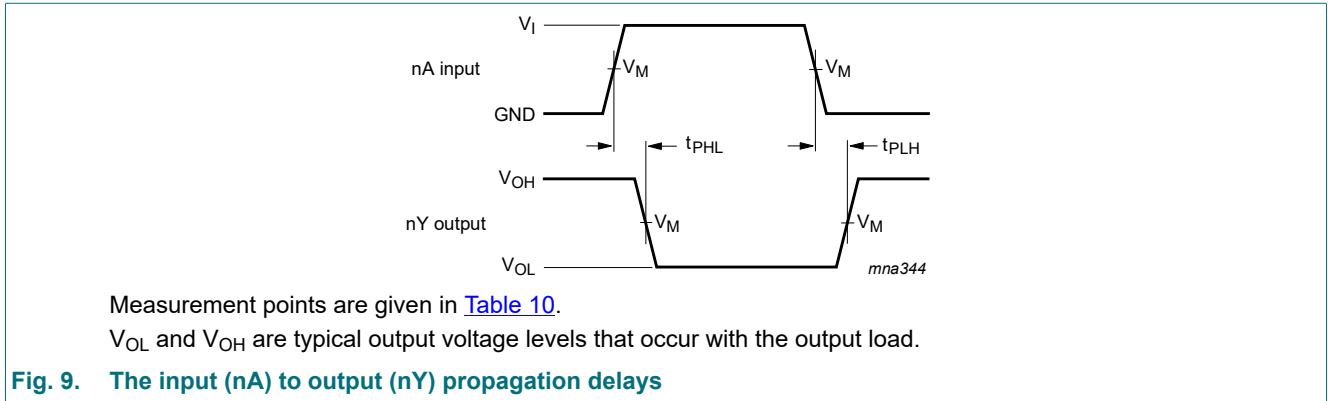 V_I
nA input
V_M V_M
GND
t_PHL t_PLH
V_OH
nY output
V_M V_M
V_OL
mna344
Measurement points are given in Table 10.
V_OL and V_OH are typical output voltage levels that occur with the output load.
Fig. 9. The input (nA) to output (nY) propagation delays